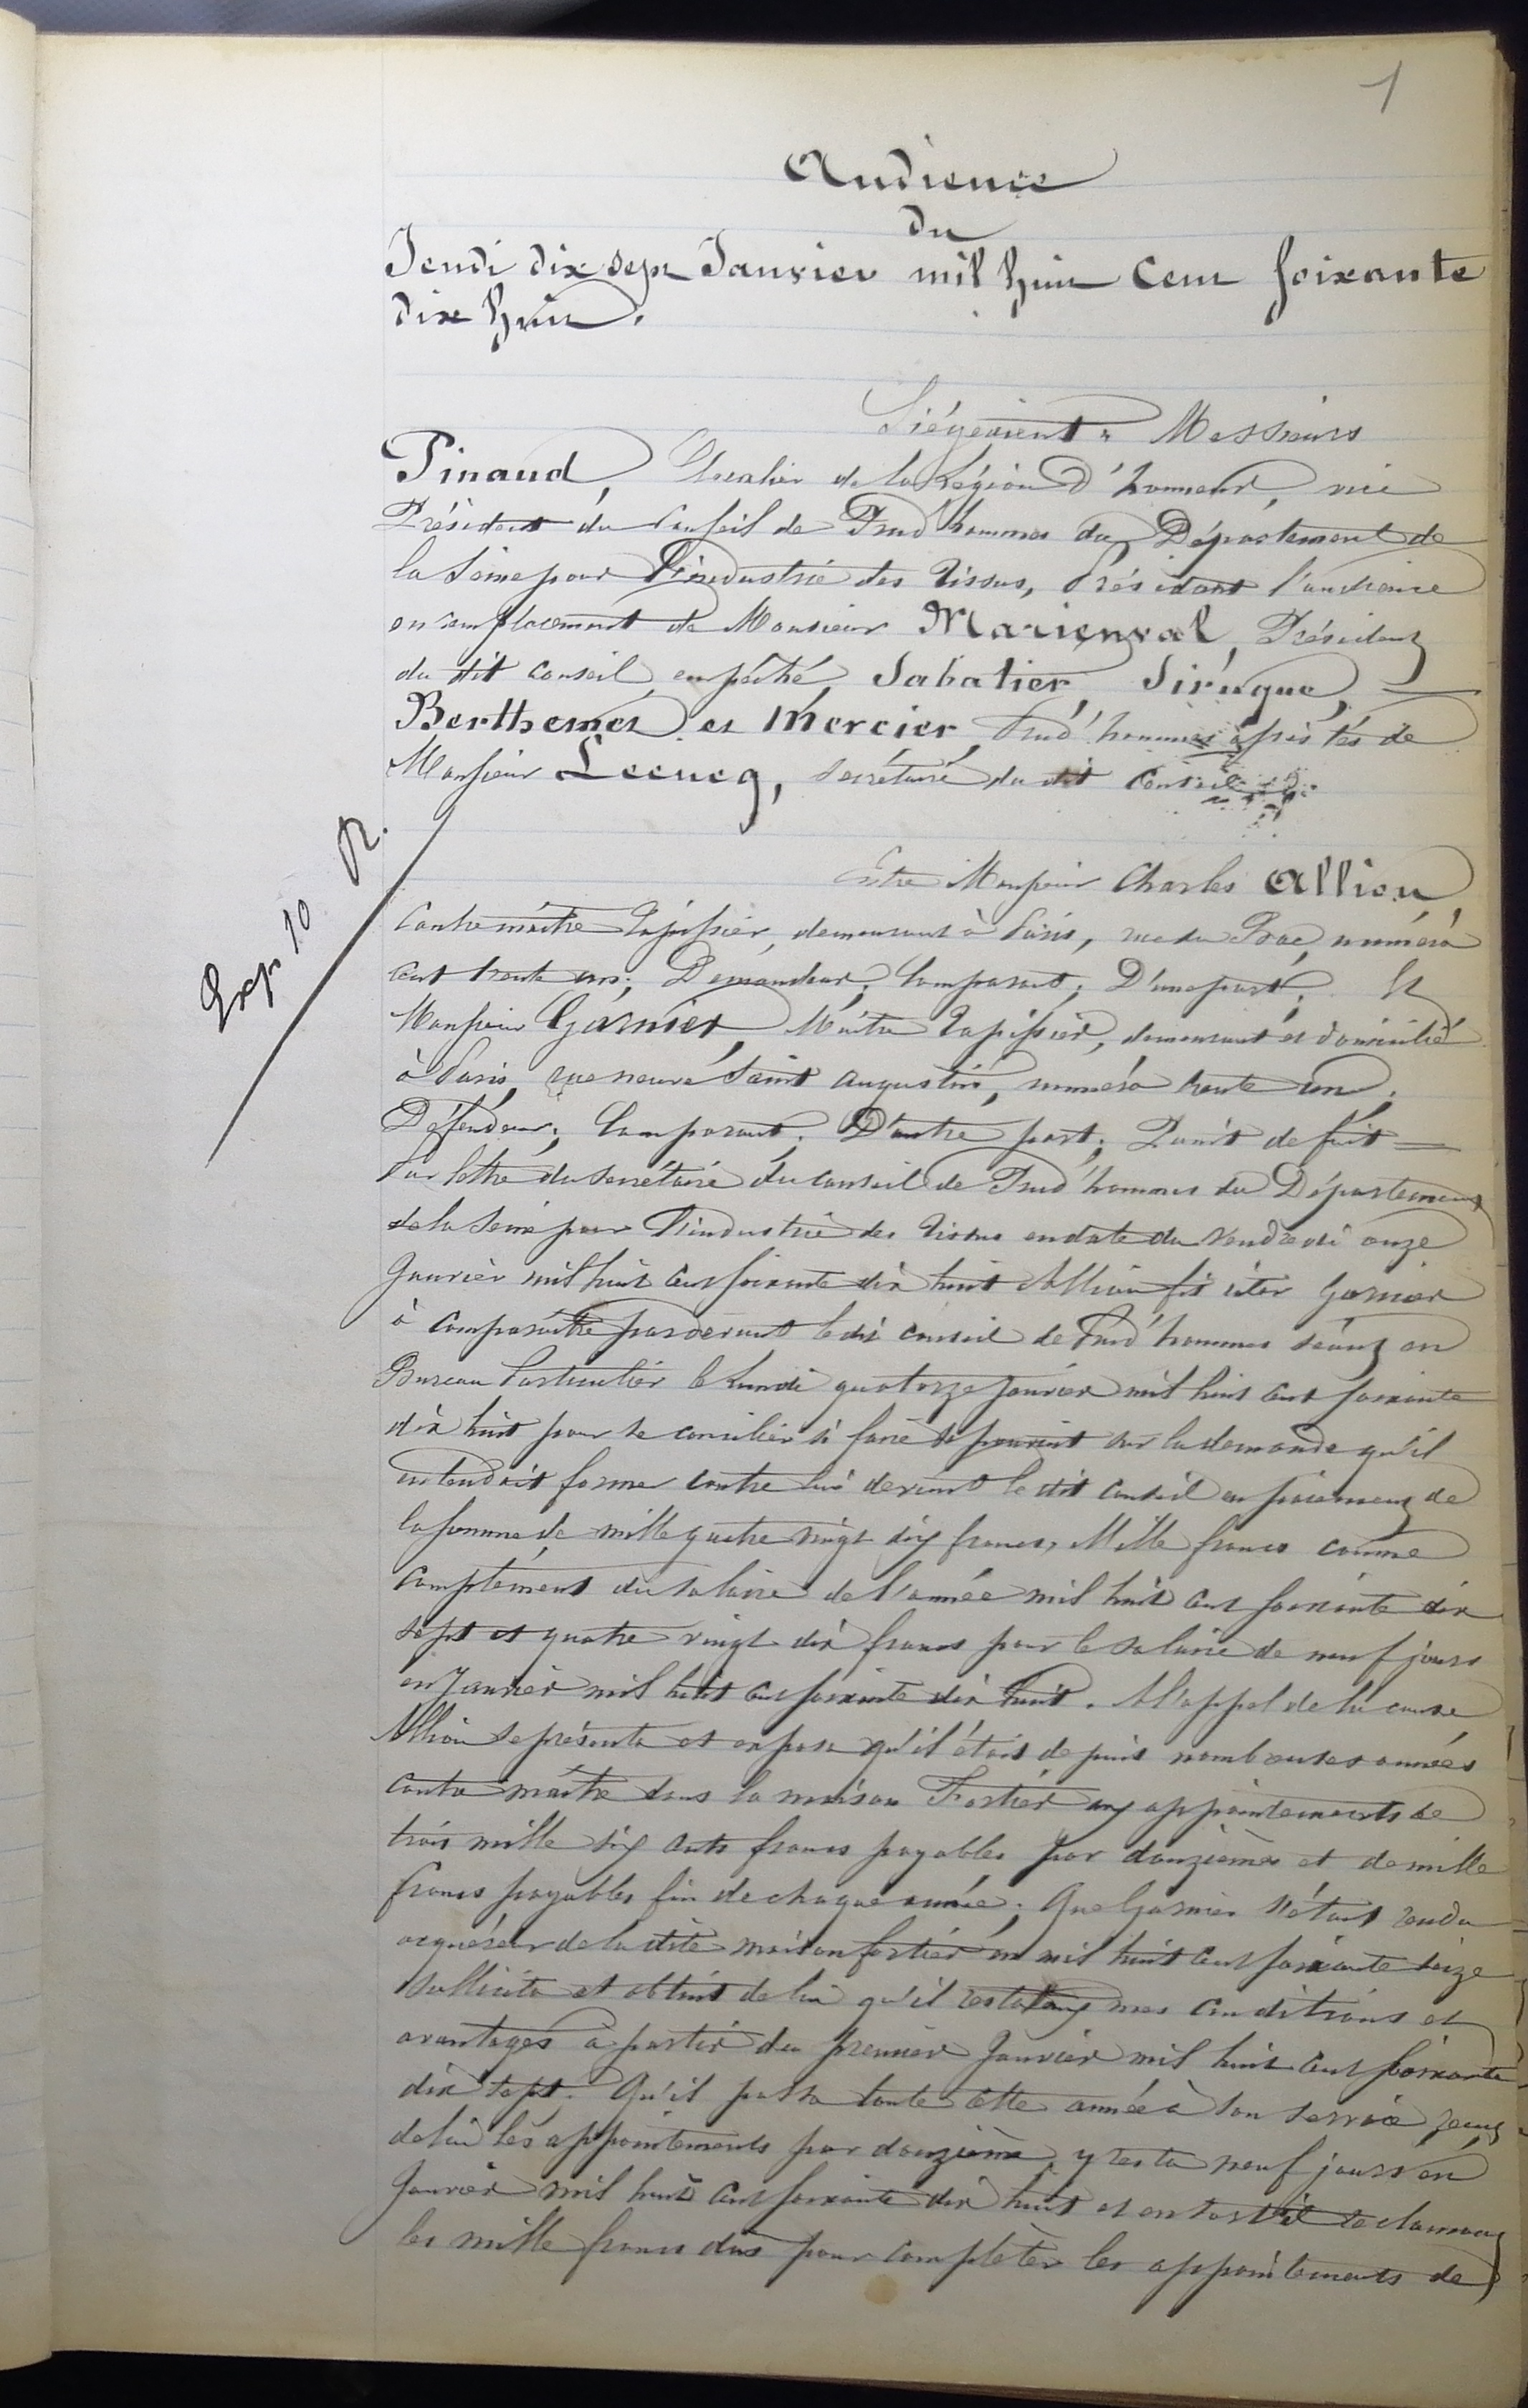 1
Audience
du
Jeudi dix sept Janvier mil huit cent soixante
dix huit.
Siégeaient : Messieurs
Pinaud, Chevalier de la Légion d'honneur, vice
Président du Conseil de Prud'hommes du Département de
la Seine pour l'industrie des Tissus, Présidant l'audience
en remplacement de Monsieur Marienval, Président
du dit conseil empêché, Sabatier, Siruque,
Berthemet et Mercier, Prud'hommes assistés de
Monsieur Lecucq, secrétaire du dit Conseil.
Exp. 10 R.
Entre Monsieur Charles Allion,
Contremaître Tapissier, demeurant à Paris, rue du Bac, numéro
cent trente un; Demandeur; Comparant; D'une part; Et
Monsieur Garnier, Maître Tapissier, demeurant et domicilié
à Paris, rue neuve Saint Augustin, numéro trente un;
Défendeur; Comparant; D'autre part; Point de fait =
Par lettre du secrétaire du conseil de Prud'hommes du Département
de la Seine pour l'industrie des Tissus en date du Vendredi onze
Janvier mil huit cent soixante dix huit Allion fit citer Garnier
à comparaître pardevant le dit conseil de Prud'hommes séant en
Bureau Particulier le Lundi quatorze Janvier mil huit cent soixante
dix huit pour se concilier si faire se pouvait sur la demande qu'il
entendait former contre lui devant le dit Conseil en paiement de
la somme de mille quatre vingt dix francs, Mille francs comme
complément du salaire de l'année mil huit cent soixante dix
sept et quatre vingt dix francs pour le salaire de neuf jours
en Janvier mil huit cent soixante dix huit. A l'appel de la cause
Allion se présenta et exposa qu'il était depuis nombreuses années
contre maître dans la maison Fortier aux appointements de
trois mille six cents francs payables par douzièmes et de mille
francs payables fin de chaque année; Que Garnier s'étant rendu
acquéreur de la dite maison Fortier en mil huit cent soixante seize
sollicita et obtint de lui qu'il restat aux mes conditions et
avantages à partir du premier Janvier mil huit cent soixante
dix sept. Qu'il passa toute cette année à son service reçut
de lui les appointements par douzième, y resta neuf jours en
Janvier mil huit cent soixante dix huit et en sortit réclamant
les mille francs dus pour compléter les appointements de